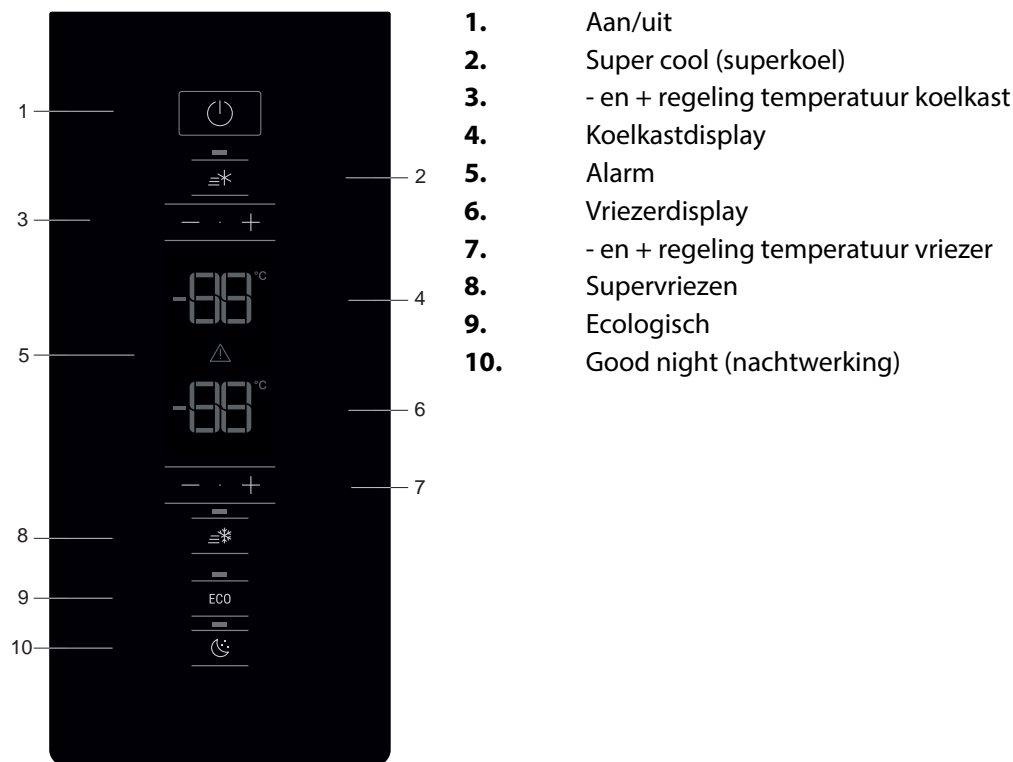 1
2
3
- · +
-88 °C
4
5
-88 °C
6
- · +
7
8
9
ECO
10
1. Aan/uit
2. Super cool (superkoel)
3. - en + regeling temperatuur koelkast
4. Koelkastdisplay
5. Alarm
6. Vriezerdisplay
7. - en + regeling temperatuur vriezer
8. Supervriezen
9. Ecologisch
10. Good night (nachtwerking)